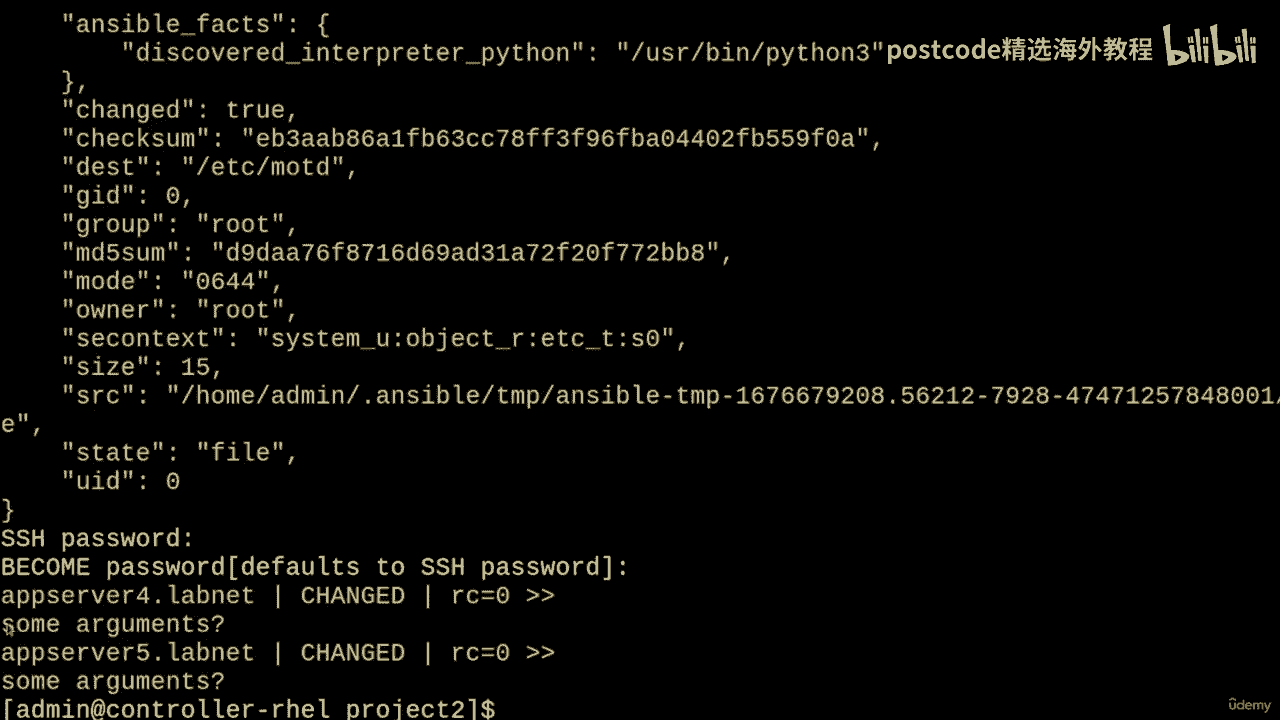 "ansible_facts": {
"discovered_interpreter_python": "/usr/bin/python3"
postcode精选海外教程 bilibili
},
"changed": true,
"checksum": "eb3aab86a1fb63cc78ff3f96fba04402fb559f0a",
"dest": "/etc/motd",
"gid": 0,
"group": "root",
"md5sum": "d9daa76f8716d69ad31a72f20f772bb8",
"mode": "0644",
"owner": "root",
"secontext": "system_u:object_r:etc_t:s0",
"size": 15,
"src": "/home/admin/.ansible/tmp/ansible-tmp-1676679208.56212-7928-47471257848001/
e",
"state": "file",
"uid": 0
}
SSH password:
BECOME password[defaults to SSH password]:
appserver4.labnet | CHANGED | rc=0 >>
some arguments?
appserver5.labnet | CHANGED | rc=0 >>
some arguments?
[admin@controller-rhel project2]$
udemy